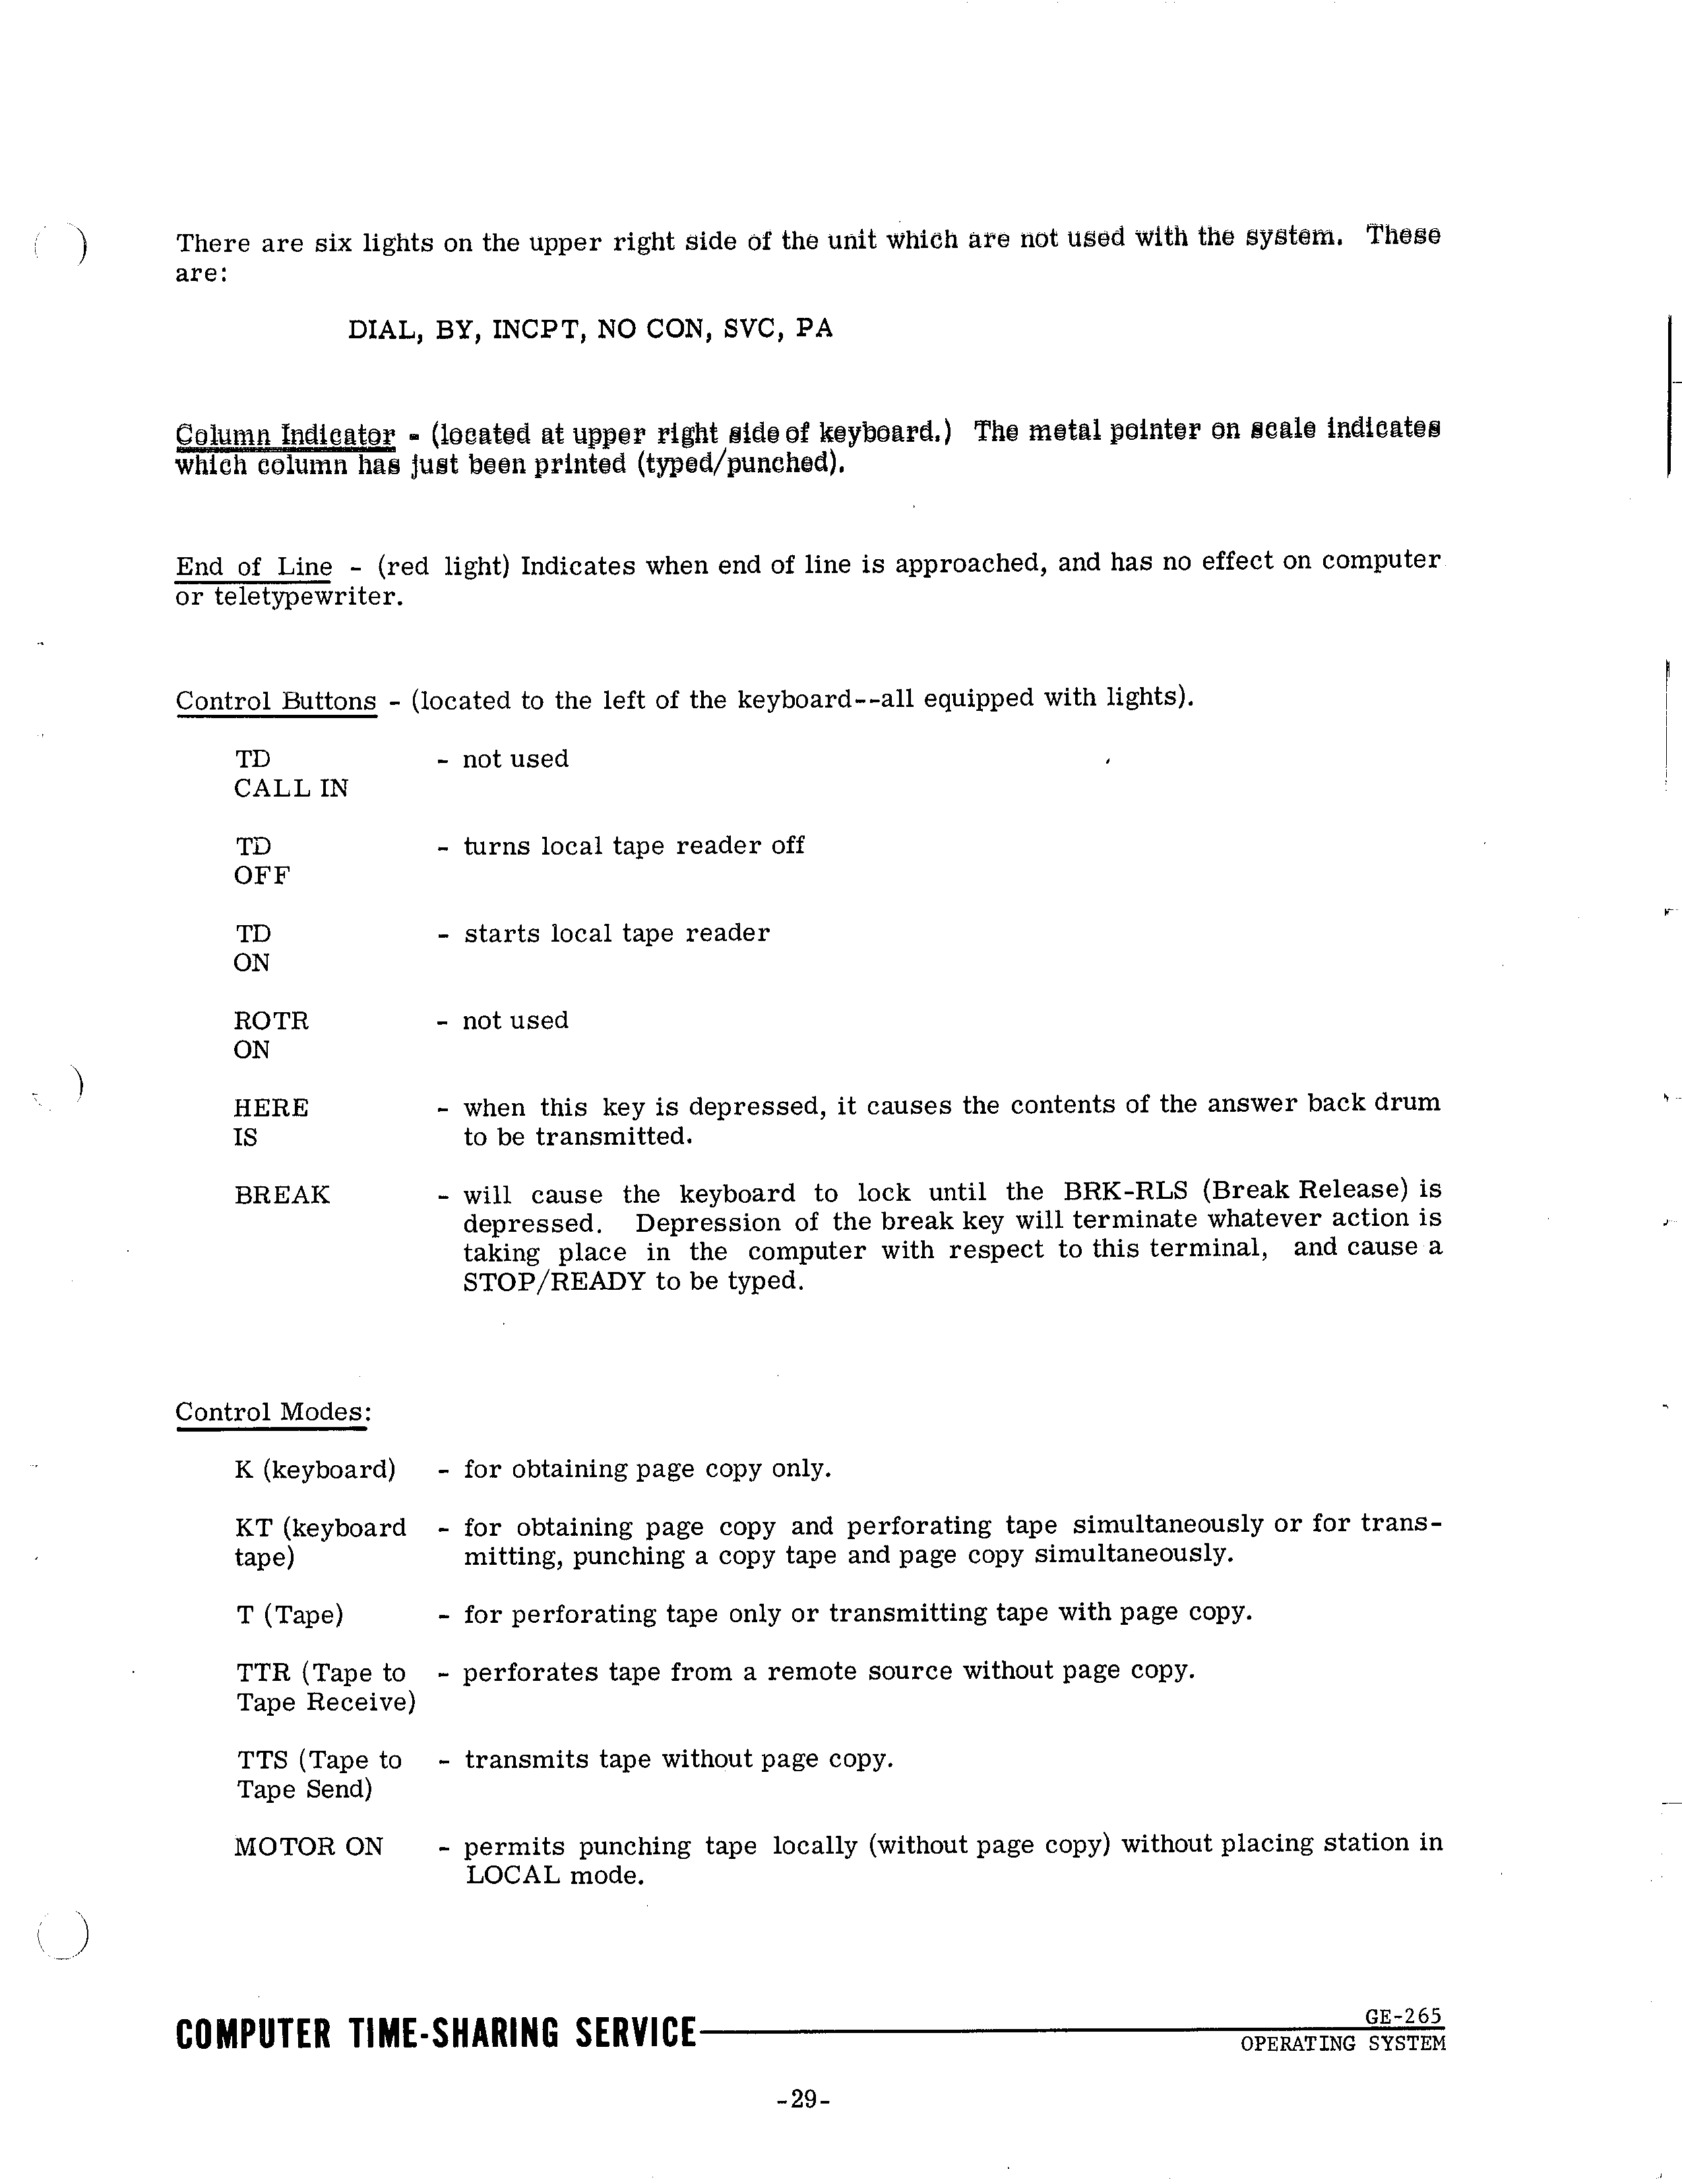 There are six lights on the upper right side of the unit which are not used with the system. These
are:
DIAL, BY, INCPT, NO CON, SVC, PA
Column Indicator - (located at upper right side of keyboard.) The metal pointer on scale indicates
which column has just been printed (typed/punched).
End of Line - (red light) Indicates when end of line is approached, and has no effect on computer
or teletypewriter.
Control Buttons - (located to the left of the keyboard--all equipped with lights).
TD - not used
CALL IN
TD - turns local tape reader off
OFF
TD - starts local tape reader
ON
ROTR - not used
ON
HERE - when this key is depressed, it causes the contents of the answer back drum
IS to be transmitted.
BREAK - will cause the keyboard to lock until the BRK-RLS (Break Release) is
depressed. Depression of the break key will terminate whatever action is
taking place in the computer with respect to this terminal, and cause a
STOP/READY to be typed.
Control Modes:
K (keyboard) - for obtaining page copy only.
KT (keyboard - for obtaining page copy and perforating tape simultaneously or for trans-
tape) mitting, punching a copy tape and page copy simultaneously.
T (Tape) - for perforating tape only or transmitting tape with page copy.
TTR (Tape to - perforates tape from a remote source without page copy.
Tape Receive)
TTS (Tape to - transmits tape without page copy.
Tape Send)
MOTOR ON - permits punching tape locally (without page copy) without placing station in
LOCAL mode.
COMPUTER TIME-SHARING SERVICE GE-265
OPERATING SYSTEM
-29-